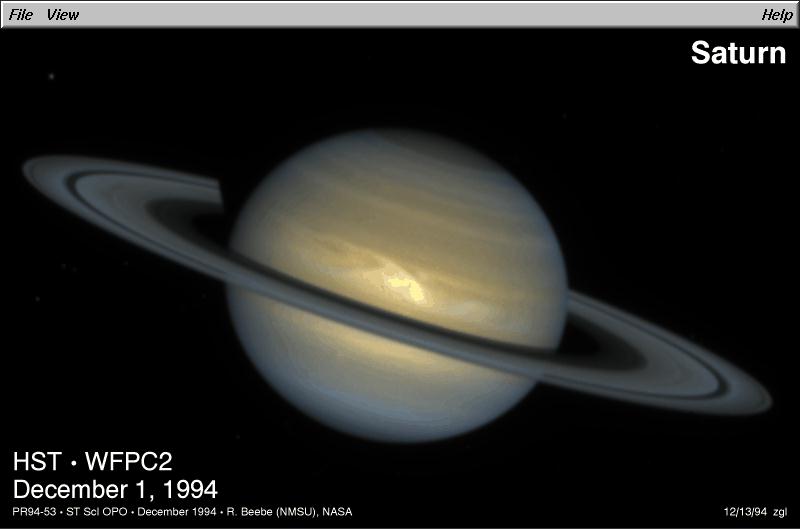 File View Help
Saturn
HST • WFPC2
December 1, 1994
PR94-53 • ST ScI OPO • December 1994 • R. Beebe (NMSU), NASA
12/13/94 zgl